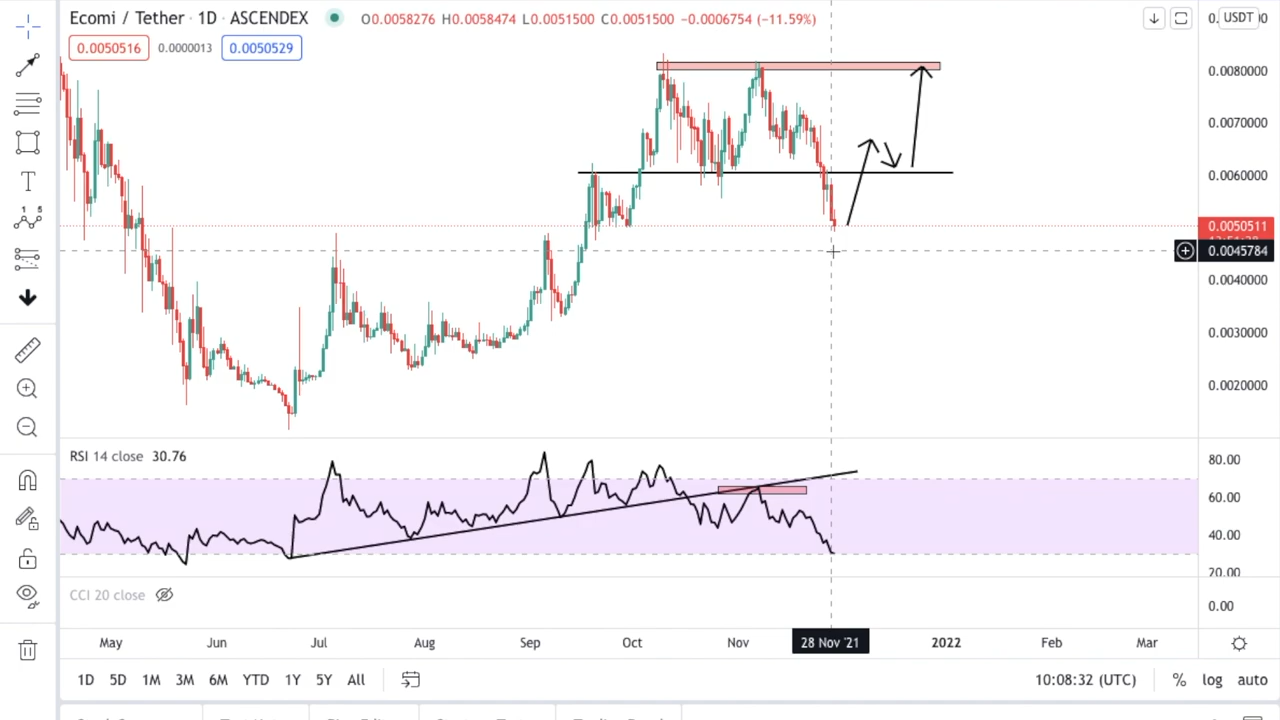 Ecomi / Tether · 1D · ASCENDEX O0.0058276 H0.0058474 L0.0051500 C0.0051500 −0.0006754 (−11.59%)
USDT
0.0050516 0.0000013 0.0050529
0.0080000
0.0070000
0.0060000
0.0050511
0.0045784
0.0040000
0.0030000
0.0020000
T
1 5
RSI 14 close 30.76
80.00
60.00
40.00
20.00
CCI 20 close
0.00
May Jun Jul Aug Sep Oct Nov 28 Nov '21 2022 Feb Mar
1D 5D 1M 3M 6M YTD 1Y 5Y All 10:08:32 (UTC) % log auto